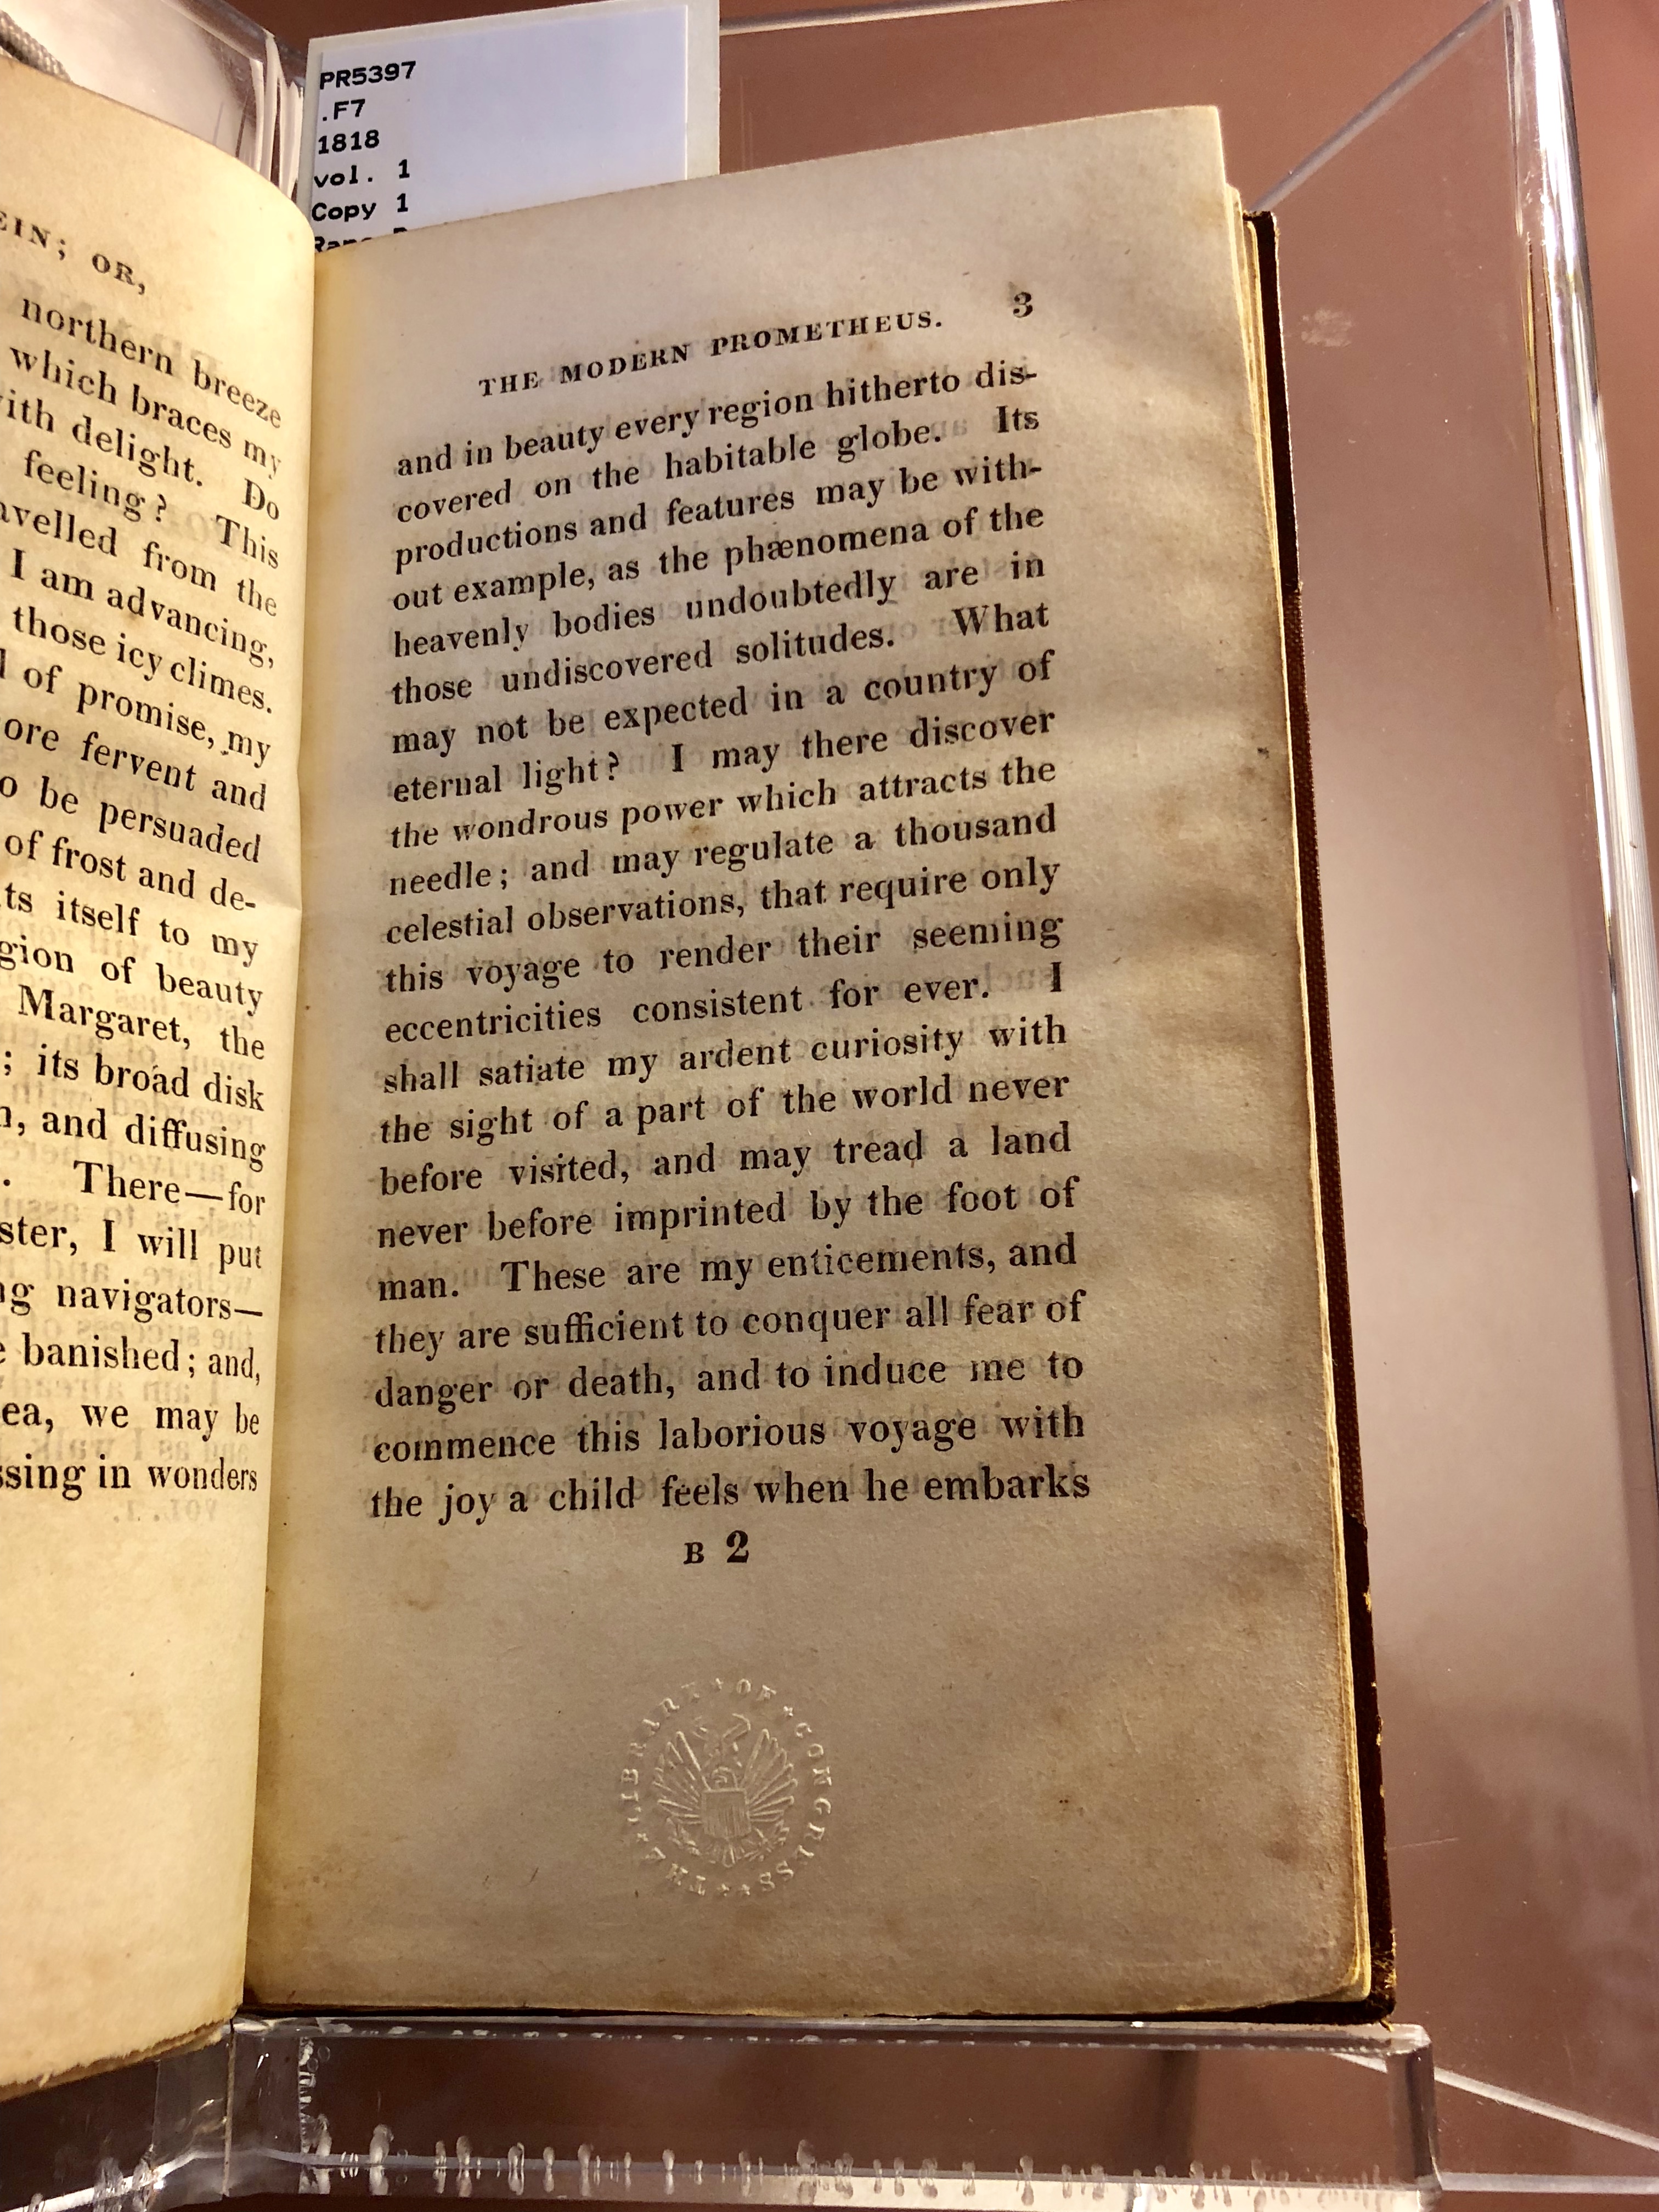 PR5397
.F7
1818
vol. 1
Copy 1
EIN; OR,
northern breeze
which braces my
with delight. Do
feeling? This
avelled from the
I am advancing,
those icy climes.
of promise, my
ore fervent and
o be persuaded
of frost and de-
ts itself to my
gion of beauty
Margaret, the
; its broad disk
n, and diffusing
. There—for
ster, I will put
ng navigators—
e banished; and,
ea, we may be
ssing in wonders
THE MODERN PROMETHEUS. 3
and in beauty every region hitherto dis-
covered on the habitable globe. Its
productions and features may be with-
out example, as the phænomena of the
heavenly bodies undoubtedly are in
those undiscovered solitudes. What
may not be expected in a country of
eternal light? I may there discover
the wondrous power which attracts the
needle; and may regulate a thousand
celestial observations, that require only
this voyage to render their seeming
eccentricities consistent for ever. I
shall satiate my ardent curiosity with
the sight of a part of the world never
before visited, and may tread a land
never before imprinted by the foot of
man. These are my enticements, and
they are sufficient to conquer all fear of
danger or death, and to induce me to
commence this laborious voyage with
the joy a child feels when he embarks
B 2
THE LIBRARY OF CONGRESS